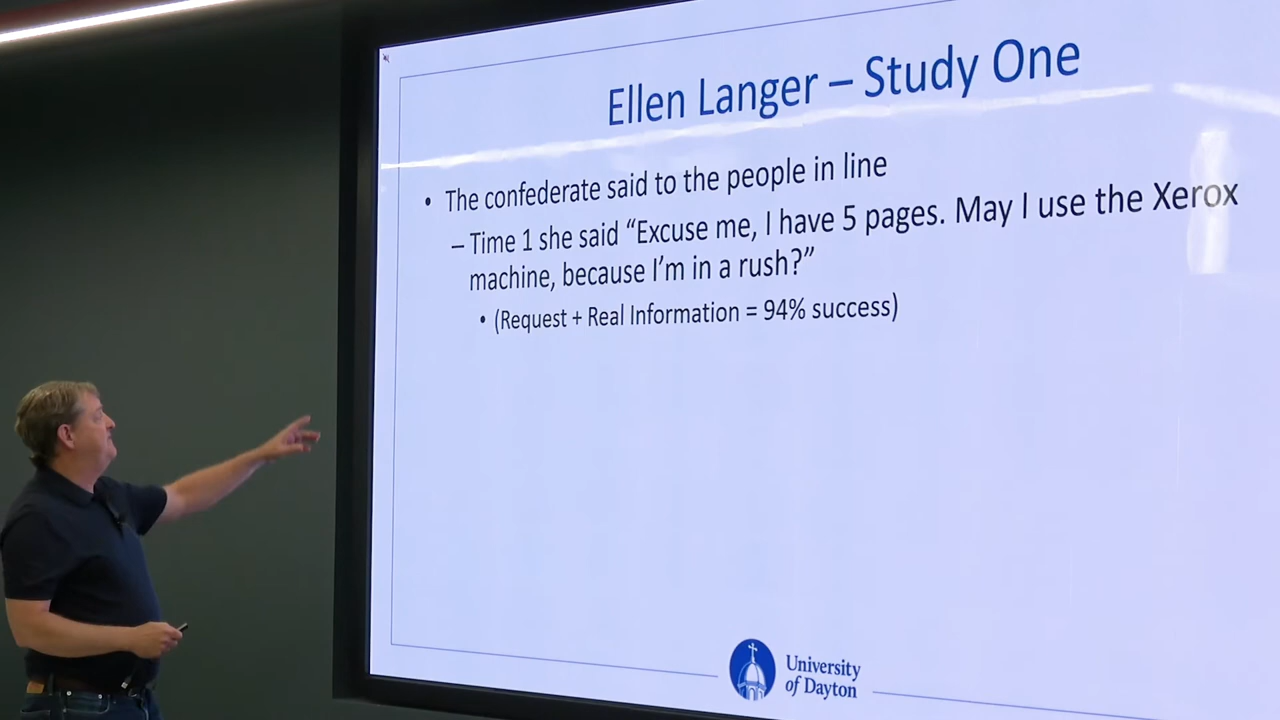 Ellen Langer – Study One
• The confederate said to the people in line
– Time 1 she said “Excuse me, I have 5 pages. May I use the Xerox
machine, because I’m in a rush?”
• (Request + Real Information = 94% success)
University
of Dayton